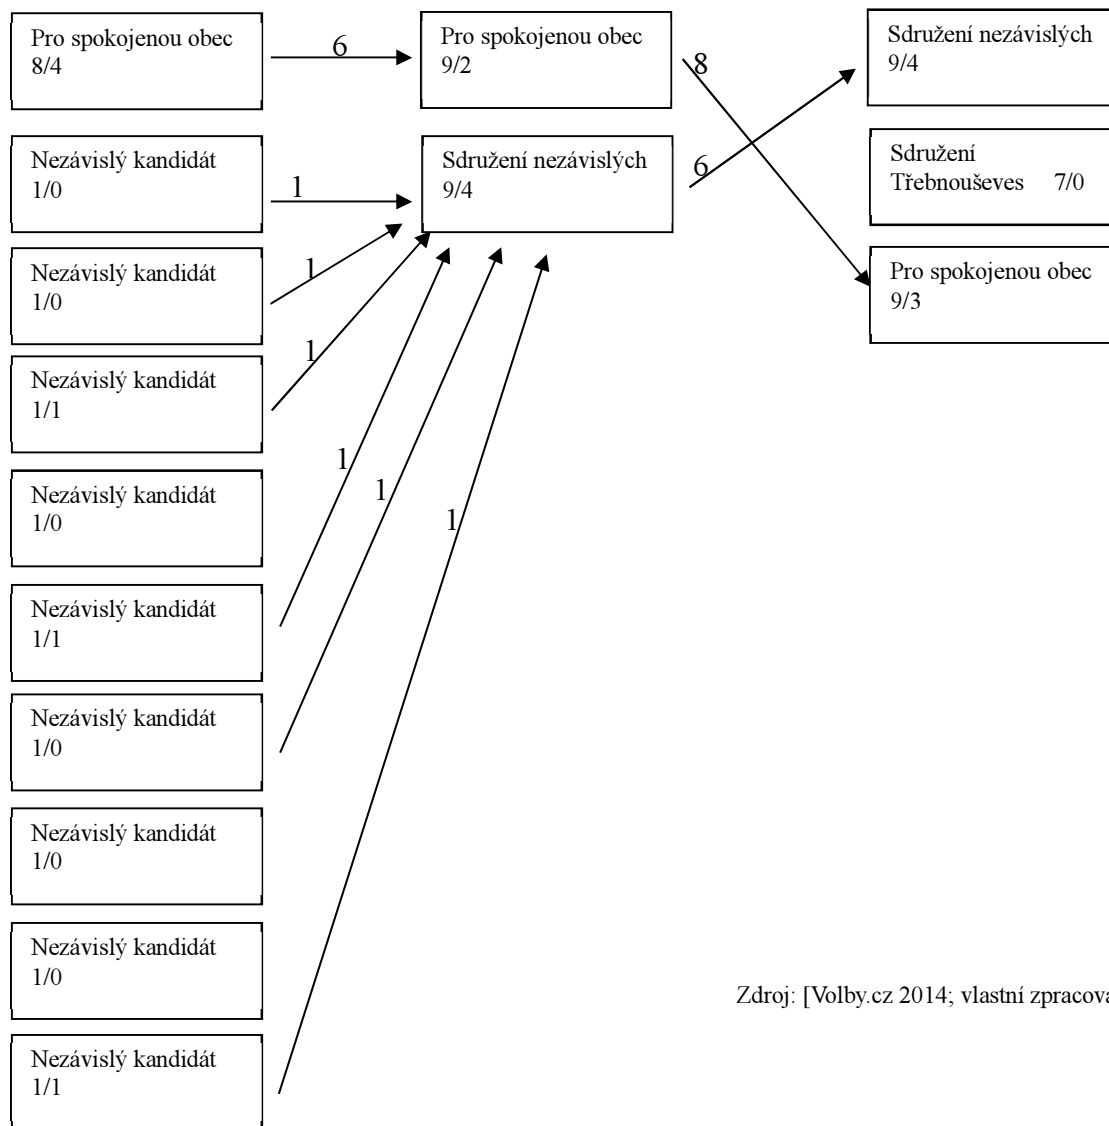 Pro spokojenou obec
8/4
6
Pro spokojenou obec
9/2
8
Sdružení nezávislých
9/4
Nezávislý kandidát
1/0
1
Sdružení nezávislých
9/4
6
Sdružení
Třebnouševes 7/0
Nezávislý kandidát
1/0
1
Pro spokojenou obec
9/3
Nezávislý kandidát
1/1
1
Nezávislý kandidát
1/0
1
1
1
Nezávislý kandidát
1/1
Nezávislý kandidát
1/0
Nezávislý kandidát
1/0
Nezávislý kandidát
1/0
Zdroj: [Volby.cz 2014; vlastní zpracová
Nezávislý kandidát
1/1